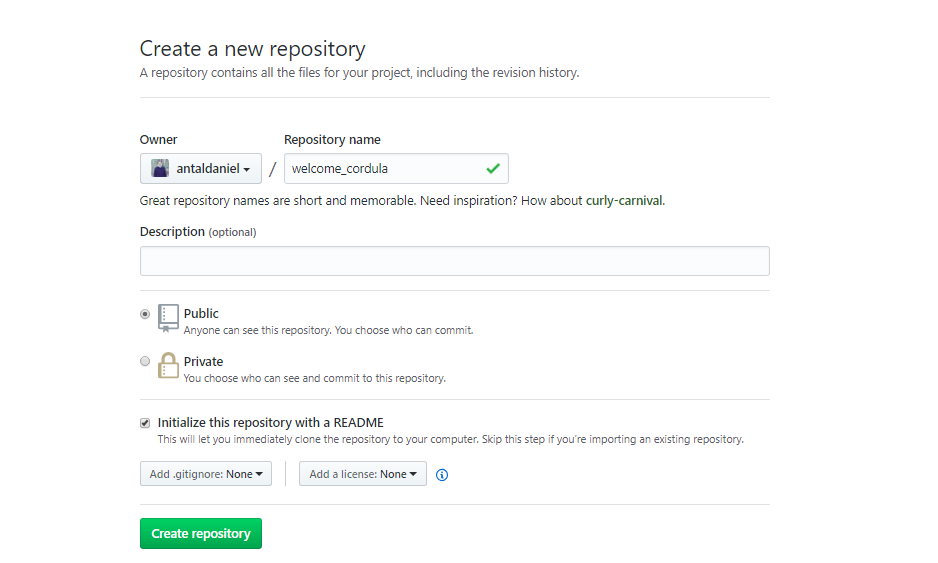 Create a new repository
A repository contains all the files for your project, including the revision history.
Owner
Repository name
antaldaniel
/
welcome_cordula
Great repository names are short and memorable. Need inspiration? How about curly-carnival.
Description (optional)
Public
Anyone can see this repository. You choose who can commit.
Private
You choose who can see and commit to this repository.
Initialize this repository with a README
This will let you immediately clone the repository to your computer. Skip this step if you're importing an existing repository.
Add .gitignore: None
Add a license: None
Create repository